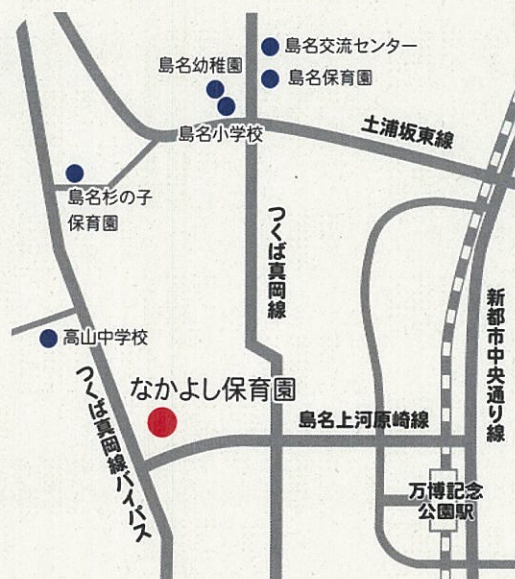 島名交流センター
島名幼稚園
島名保育園
島名小学校
土浦坂東線
島名杉の子
保育園
つくば真岡線
新都市中央通り線
高山中学校
つくば真岡線バイパス
なかよし保育園
島名上河原崎線
万博記念
公園駅